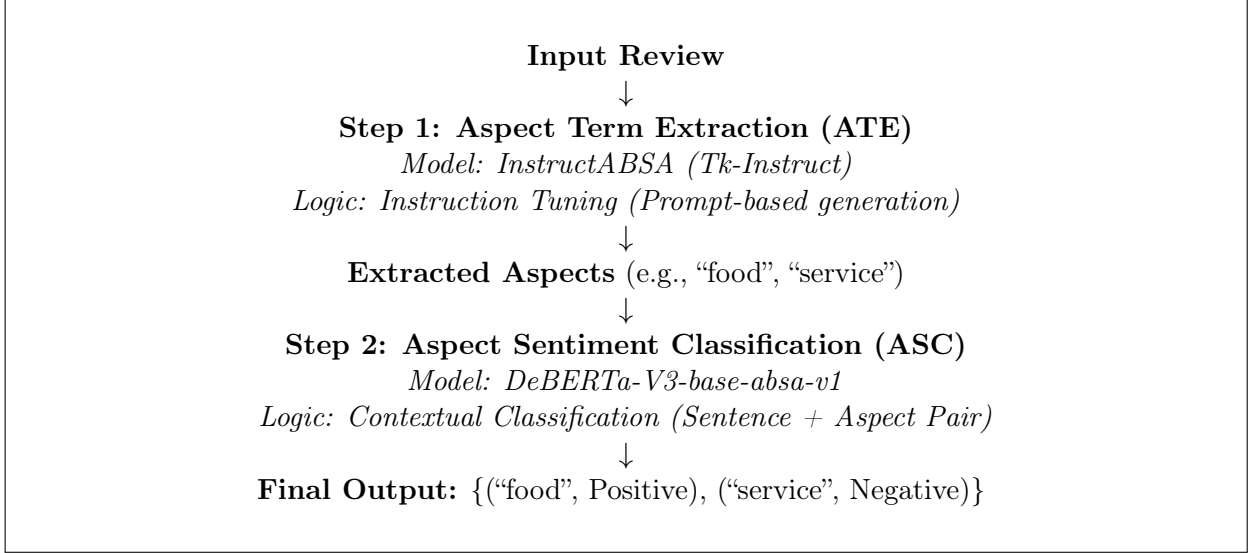 Input Review
↓
Step 1: Aspect Term Extraction (ATE)
Model: InstructABSA (Tk-Instruct)
Logic: Instruction Tuning (Prompt-based generation)
↓
Extracted Aspects (e.g., “food”, “service”)
↓
Step 2: Aspect Sentiment Classification (ASC)
Model: DeBERTa-V3-base-absa-v1
Logic: Contextual Classification (Sentence + Aspect Pair)
↓
Final Output: {(“food”, Positive), (“service”, Negative)}